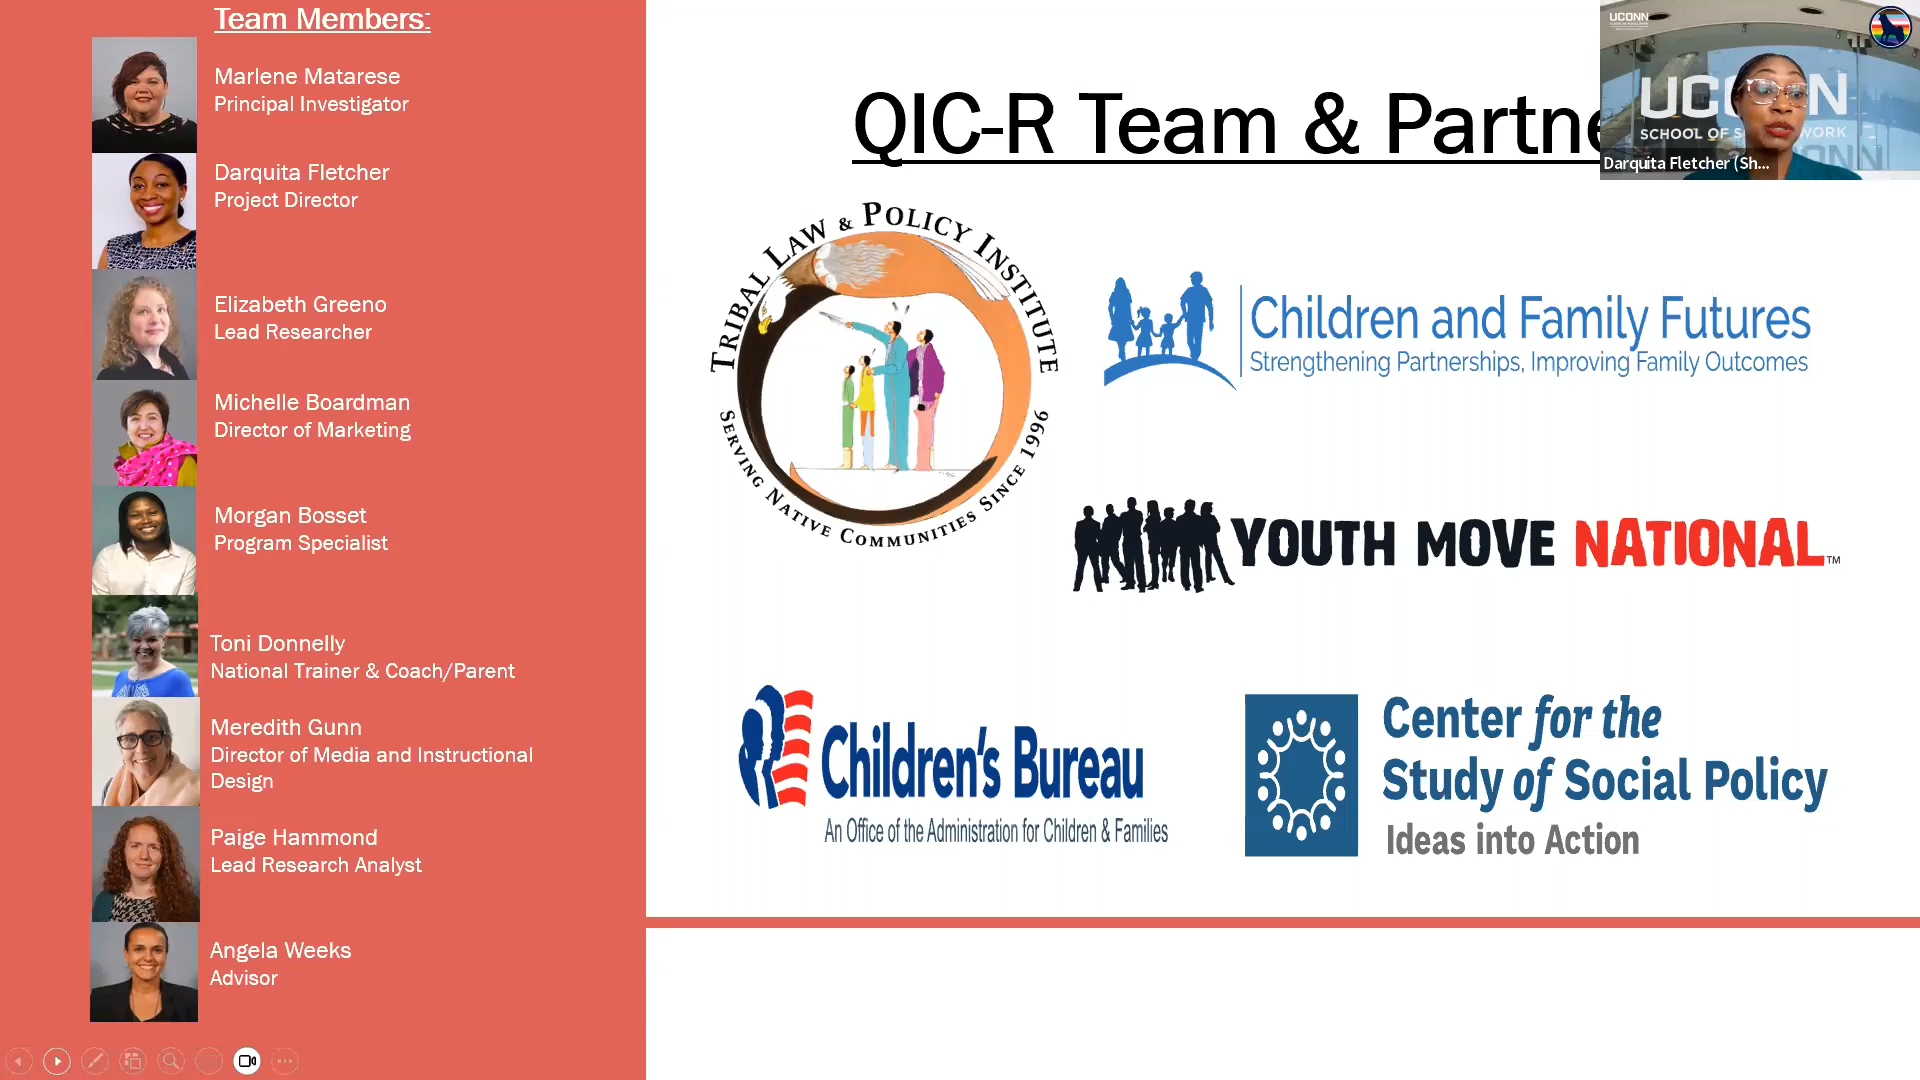 Team Members:
Marlene Matarese
Principal Investigator
Darquita Fletcher
Project Director
Elizabeth Greeno
Lead Researcher
Michelle Boardman
Director of Marketing
Morgan Bosset
Program Specialist
Toni Donnelly
National Trainer & Coach/Parent
Meredith Gunn
Director of Media and Instructional
Design
Paige Hammond
Lead Research Analyst
Angela Weeks
Advisor
QIC-R Team & Partne
TRIBAL LAW & POLICY INSTITUTE
SERVING NATIVE COMMUNITIES SINCE 1996
Children and Family Futures
Strengthening Partnerships, Improving Family Outcomes
YOUTH MOVE NATIONAL™
Children's Bureau
An Office of the Administration for Children & Families
Center for the
Study of Social Policy
Ideas into Action
UCONN
UC NN
SCHOOL OF S WORK
CONN
Darquita Fletcher (Sh...